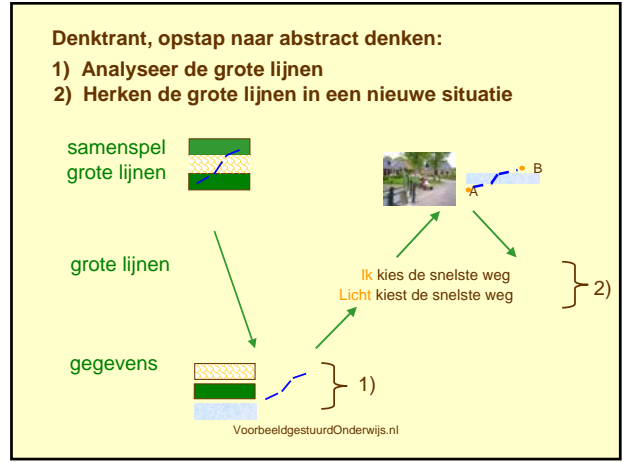 Denktrant, opstap naar abstract denken:
1) Analyseer de grote lijnen
2) Herken de grote lijnen in een nieuwe situatie
samenspel
grote lijnen
B
A
grote lijnen
Ik kies de snelste weg
Licht kiest de snelste weg
2)
gegevens
1)
VoorbeeldgestuurdOnderwijs.nl